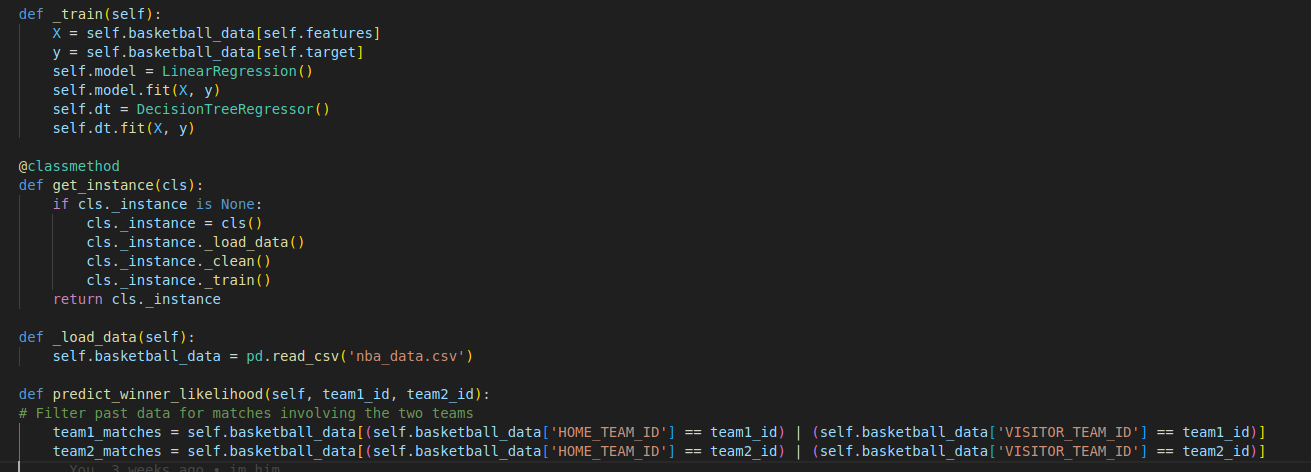 def _train(self):
    X = self.basketball_data[self.features]
    y = self.basketball_data[self.target]
    self.model = LinearRegression()
    self.model.fit(X, y)
    self.dt = DecisionTreeRegressor()
    self.dt.fit(X, y)

@classmethod
def get_instance(cls):
    if cls._instance is None:
        cls._instance = cls()
        cls._instance._load_data()
        cls._instance._clean()
        cls._instance._train()
    return cls._instance

def _load_data(self):
    self.basketball_data = pd.read_csv('nba_data.csv')

def predict_winner_likelihood(self, team1_id, team2_id):
# Filter past data for matches involving the two teams
    team1_matches = self.basketball_data[(self.basketball_data['HOME_TEAM_ID'] == team1_id) | (self.basketball_data['VISITOR_TEAM_ID'] == team1_id)]
    team2_matches = self.basketball_data[(self.basketball_data['HOME_TEAM_ID'] == team2_id) | (self.basketball_data['VISITOR_TEAM_ID'] == team2_id)]
      You, 3 weeks ago • im him